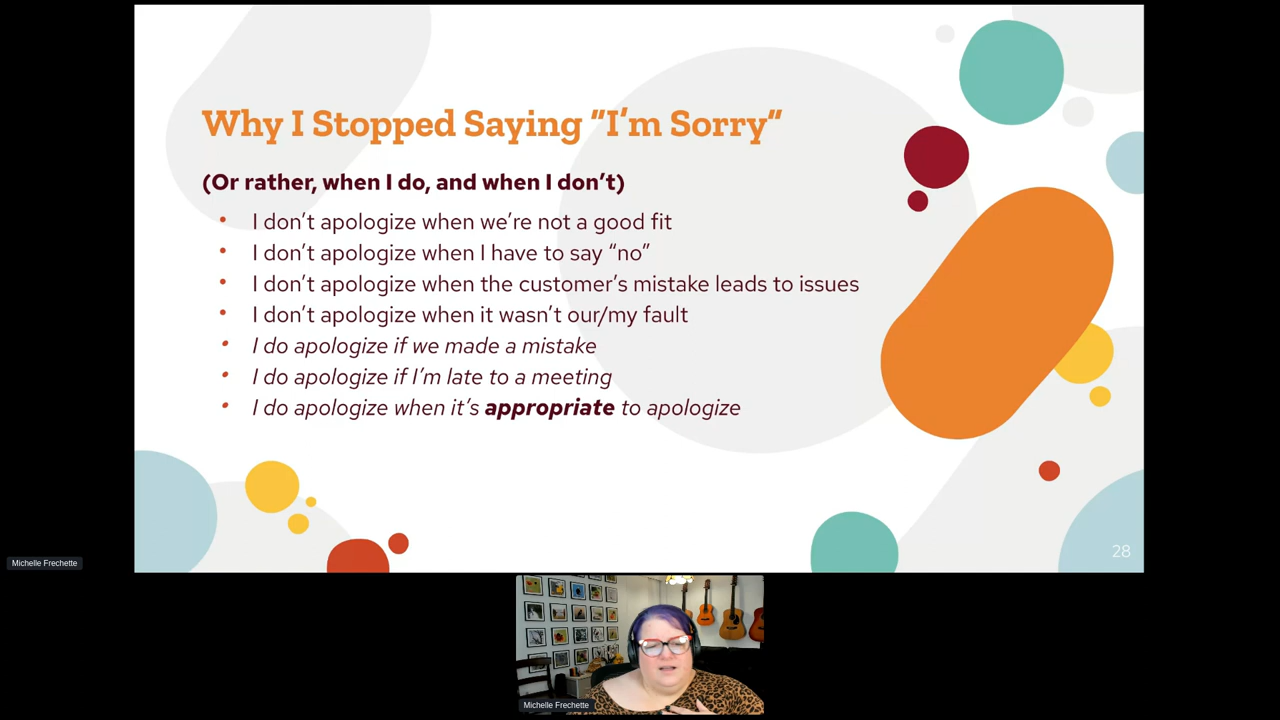 Why I Stopped Saying “I’m Sorry“
(Or rather, when I do, and when I don’t)
• I don’t apologize when we’re not a good fit
• I don’t apologize when I have to say “no”
• I don’t apologize when the customer’s mistake leads to issues
• I don’t apologize when it wasn’t our/my fault
• I do apologize if we made a mistake
• I do apologize if I’m late to a meeting
• I do apologize when it’s appropriate to apologize
28
Michelle Frechette
Michelle Frechette